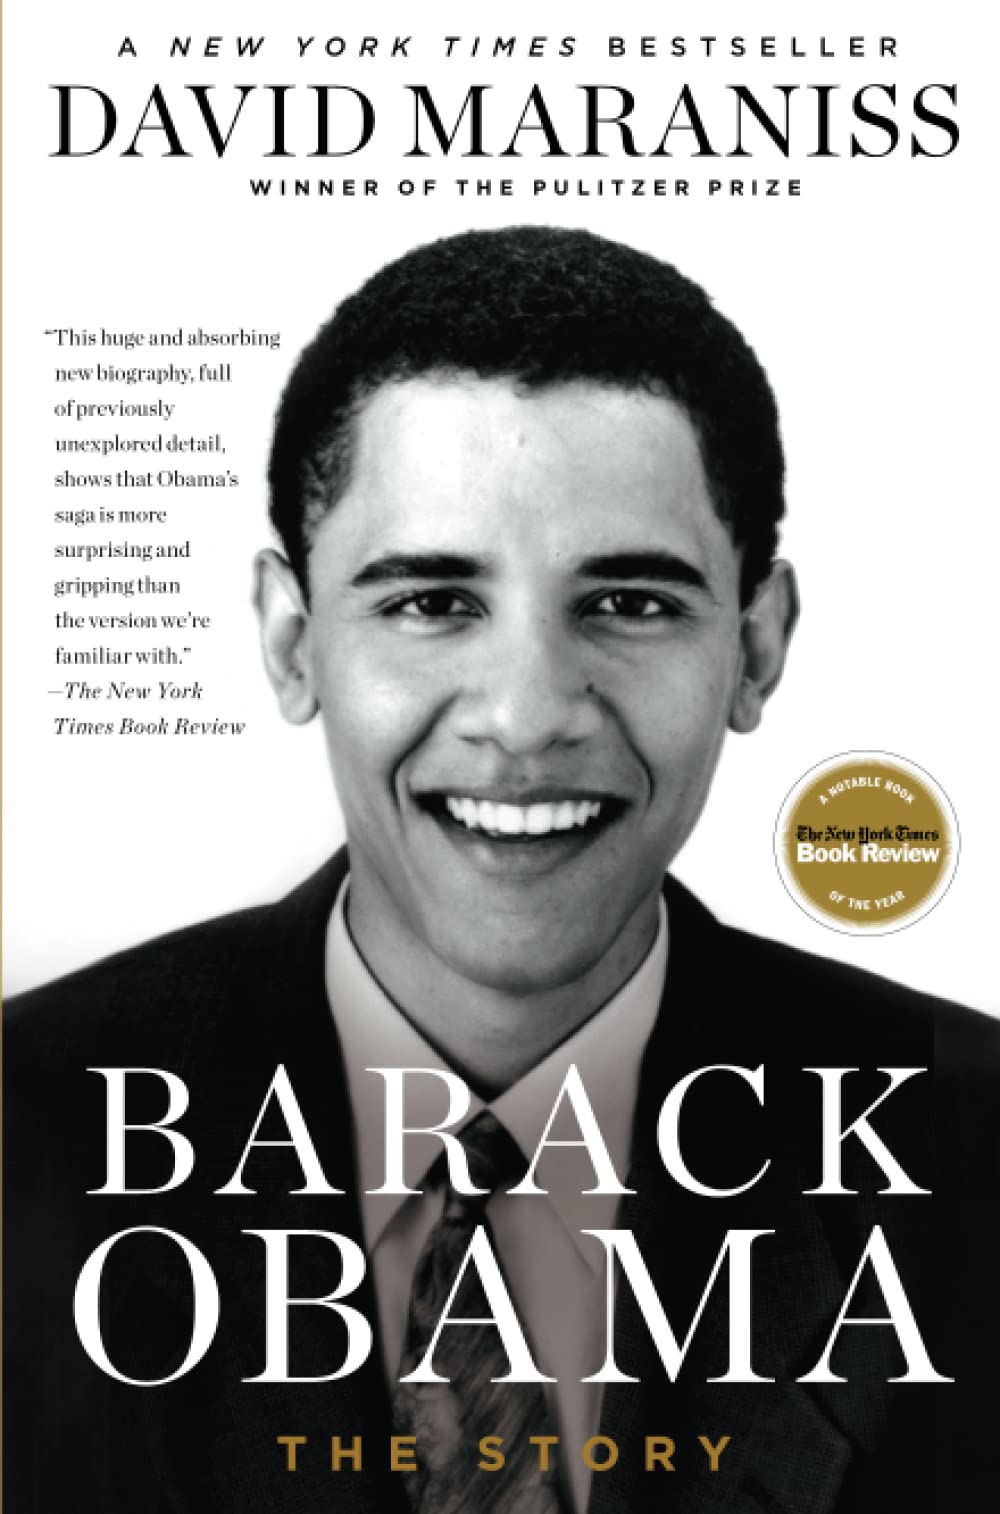 A NEW YORK TIMES BESTSELLER
DAVID MARANISS
WINNER OF THE PULITZER PRIZE
“This huge and absorbing
new biography, full
of previously
unexplored detail,
shows that Obama’s
saga is more
surprising and
gripping than
the version we’re
familiar with.”
—The New York
Times Book Review
A NOTABLE BOOK
The New York Times
Book Review
OF THE YEAR
BARACK
OBAMA
THE STORY